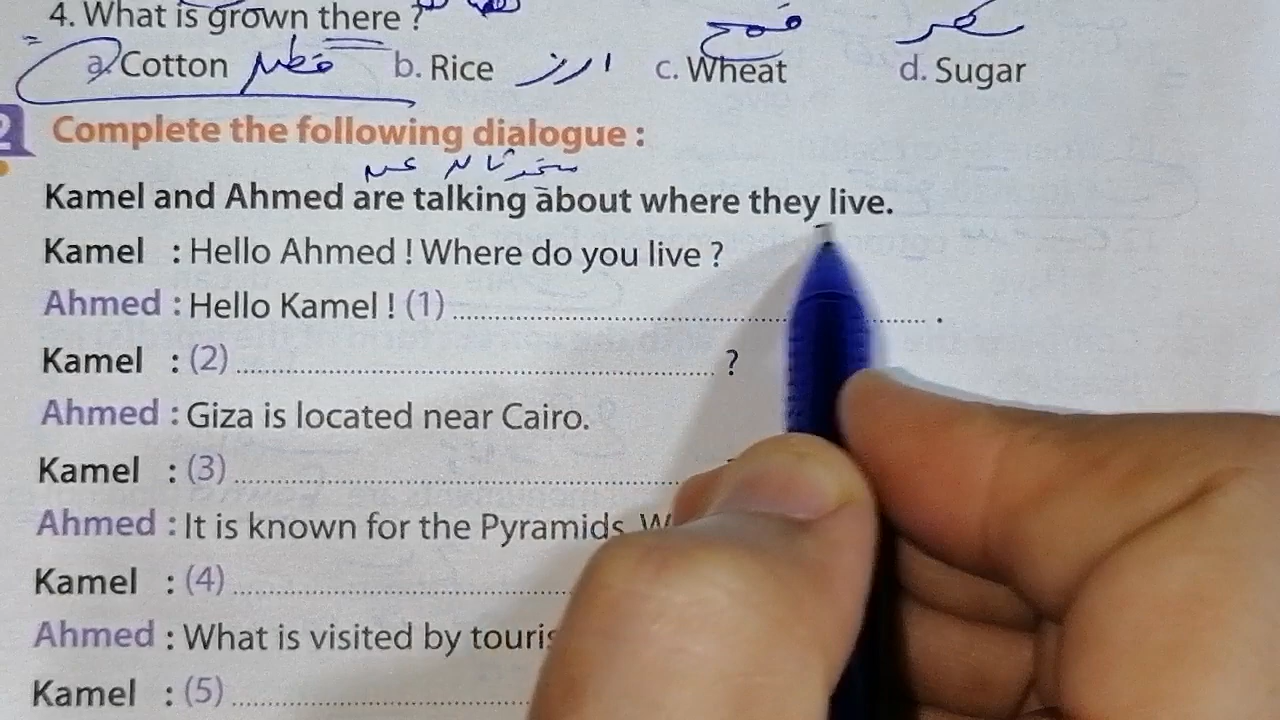 4. What is grown there ?
قمح سكر
a. Cotton قطن b. Rice ارز c. Wheat d. Sugar
2 Complete the following dialogue :
Kamel and Ahmed are talking about where they live.
Kamel : Hello Ahmed ! Where do you live ?
Ahmed : Hello Kamel ! (1) .
Kamel : (2) ?
Ahmed : Giza is located near Cairo.
Kamel : (3)
Ahmed : It is known for the Pyramids.
Kamel : (4)
Ahmed : What is visited by
Kamel : (5)